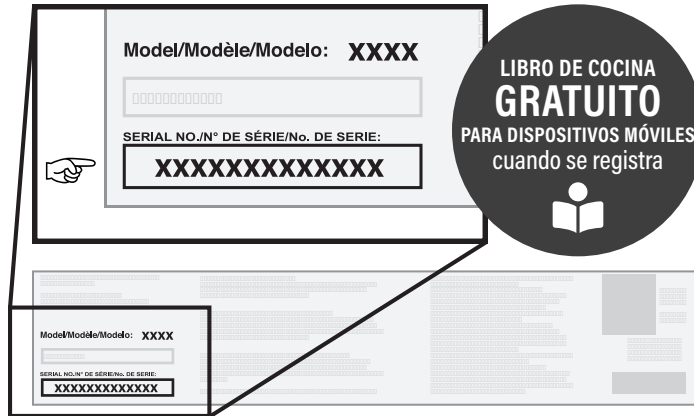 Model/Modèle/Modelo: XXXX
SERIAL NO./N° DE SÉRIE/No. DE SERIE:
XXXXXXXXXXXXX
LIBRO DE COCINA
GRATUITO
PARA DISPOSITIVOS MÓVILES
cuando se registra
Model/Modèle/Modelo: XXXX
SERIAL NO./N° DE SÉRIE/No. DE SERIE:
XXXXXXXXXXXXX